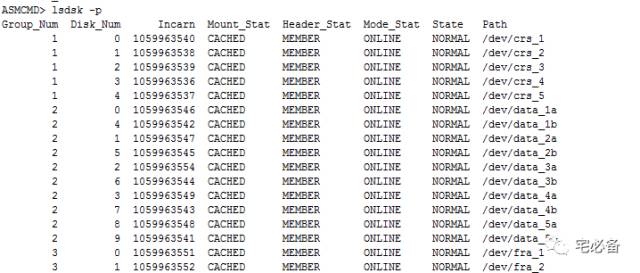 ASMCMD> lsdsk -p
Group_Num Disk_Num Incarn Mount_Stat Header_Stat Mode_Stat State Path
1 0 1059963540 CACHED MEMBER ONLINE NORMAL /dev/crs_1
1 1 1059963538 CACHED MEMBER ONLINE NORMAL /dev/crs_2
1 2 1059963539 CACHED MEMBER ONLINE NORMAL /dev/crs_3
1 3 1059963536 CACHED MEMBER ONLINE NORMAL /dev/crs_4
1 4 1059963537 CACHED MEMBER ONLINE NORMAL /dev/crs_5
2 0 1059963546 CACHED MEMBER ONLINE NORMAL /dev/data_1a
2 4 1059963542 CACHED MEMBER ONLINE NORMAL /dev/data_1b
2 1 1059963547 CACHED MEMBER ONLINE NORMAL /dev/data_2a
2 5 1059963545 CACHED MEMBER ONLINE NORMAL /dev/data_2b
2 2 1059963554 CACHED MEMBER ONLINE NORMAL /dev/data_3a
2 6 1059963544 CACHED MEMBER ONLINE NORMAL /dev/data_3b
2 3 1059963549 CACHED MEMBER ONLINE NORMAL /dev/data_4a
2 7 1059963543 CACHED MEMBER ONLINE NORMAL /dev/data_4b
2 8 1059963548 CACHED MEMBER ONLINE NORMAL /dev/data_5a
2 9 1059963541 CACHED MEMBER ONLINE NORMAL
3 0 1059963551 CACHED MEMBER ONLINE NORMAL /dev/fra_1
3 1 1059963552 CACHED MEMBER ONLINE NORMAL /dev/fra_2
宅必备